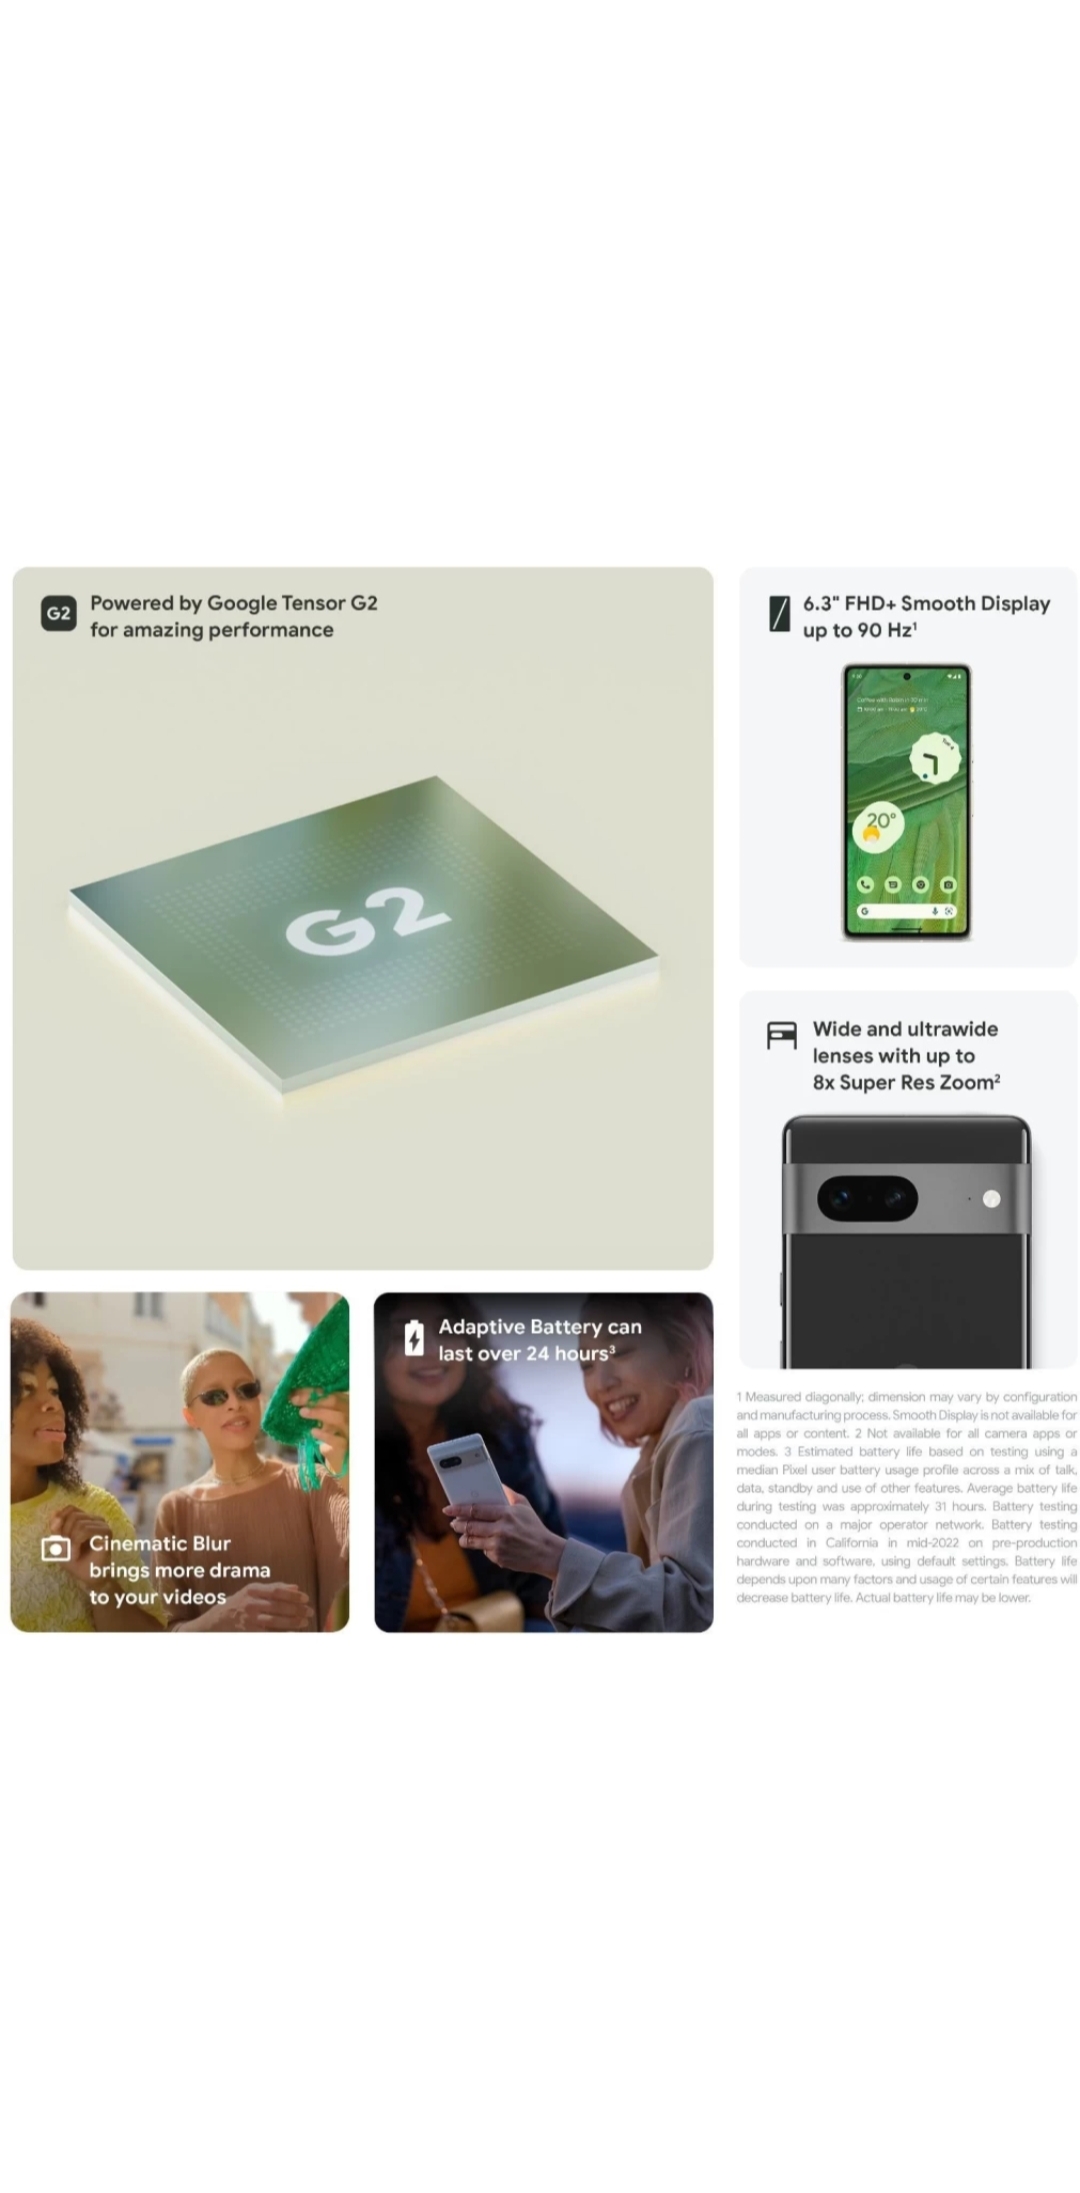 G2
Powered by Google Tensor G2
for amazing performance
G2
6.3" FHD+ Smooth Display
up to 90 Hz¹
20°
G
Wide and ultrawide
lenses with up to
8x Super Res Zoom²
Cinematic Blur
brings more drama
to your videos
Adaptive Battery can
last over 24 hours³
1 Measured diagonally; dimension may vary by configuration
and manufacturing process. Smooth Display is not available for
all apps or content. 2 Not available for all camera apps or
modes. 3 Estimated battery life based on testing using a
median Pixel user battery usage profile across a mix of talk,
data, standby and use of other features. Average battery life
during testing was approximately 31 hours. Battery testing
conducted on a major operator network. Battery testing
conducted in California in mid-2022 on pre-production
hardware and software, using default settings. Battery life
depends upon many factors and usage of certain features will
decrease battery life. Actual battery life may be lower.